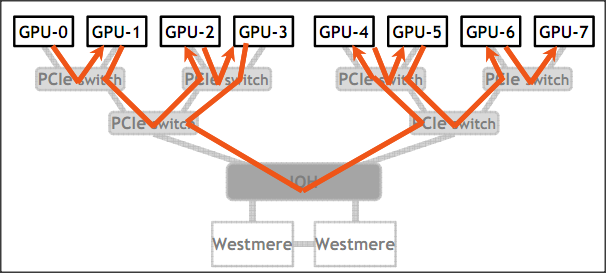 GPU-0 GPU-1 GPU-2 GPU-3 GPU-4 GPU-5 GPU-6 GPU-7
PCIe switch PCIe switch PCIe switch PCIe switch
PCIe switch PCIe switch
IOH
Westmere Westmere